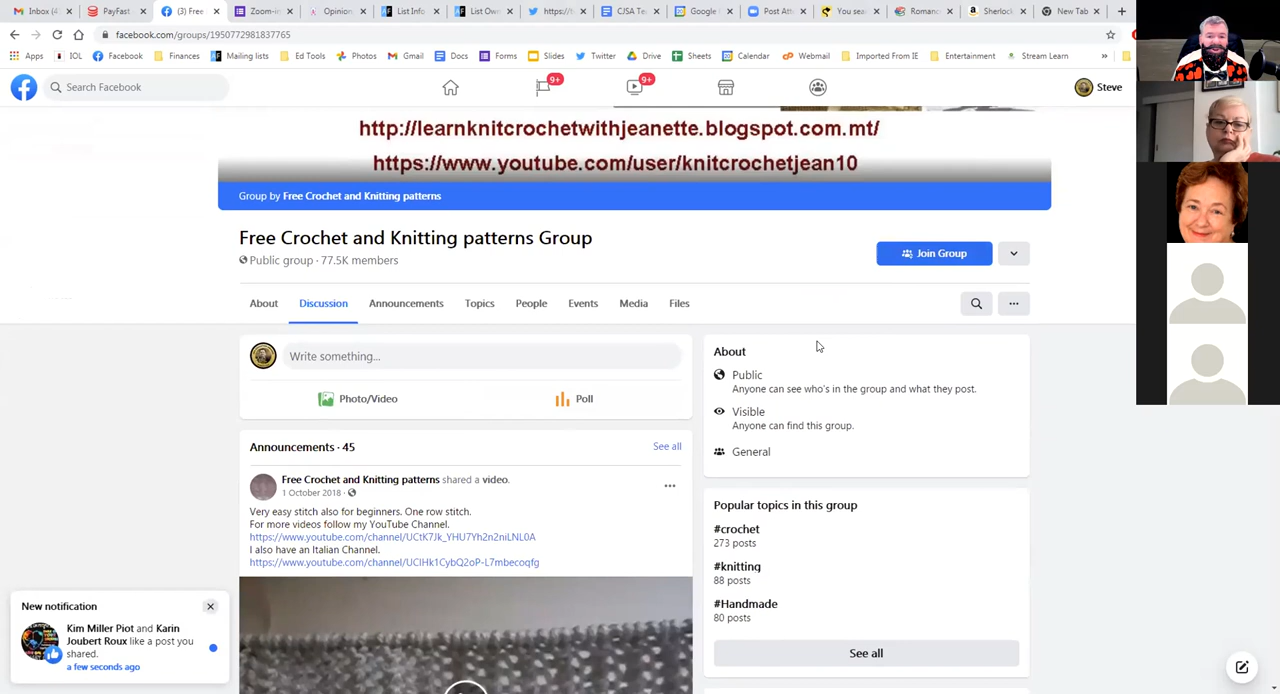 Inbox (4
PayFast
(3) Free
Zoom-in
Opinion
List Info
List Own
https://t
CJSA Te
Google
Post Att
You sea
Romano
Sherlock
New Tab
facebook.com/groups/1950772981837765
Apps
IOL
Facebook
Finances
Mailing lists
Ed Tools
Photos
Gmail
Docs
Forms
Slides
Twitter
Drive
Sheets
Calendar
Webmail
Imported From IE
Entertainment
Stream Learn
Search Facebook
9+
9+
Steve
http://learnknitcrochetwithjeanette.blogspot.com.mt/
https://www.youtube.com/user/knitcrochetjean10
Group by Free Crochet and Knitting patterns
Free Crochet and Knitting patterns Group
Public group · 77.5K members
Join Group
About
Discussion
Announcements
Topics
People
Events
Media
Files
Write something...
Photo/Video
Poll
About
Public
Anyone can see who's in the group and what they post.
Visible
Anyone can find this group.
General
Announcements · 45
See all
Free Crochet and Knitting patterns shared a video.
1 October 2018 ·
Very easy stitch also for beginners. One row stitch.
For more videos follow my YouTube Channel.
https://www.youtube.com/channel/UCtK7Jk_YHU7Yh2n2niLNL0A
I also have an Italian Channel.
https://www.youtube.com/channel/UCIHk1CybQ2oP-L7mbecoqfg
Popular topics in this group
#crochet
273 posts
#knitting
88 posts
#Handmade
80 posts
See all
New notification
Kim Miller Piot and Karin
Joubert Roux like a post you
shared.
a few seconds ago